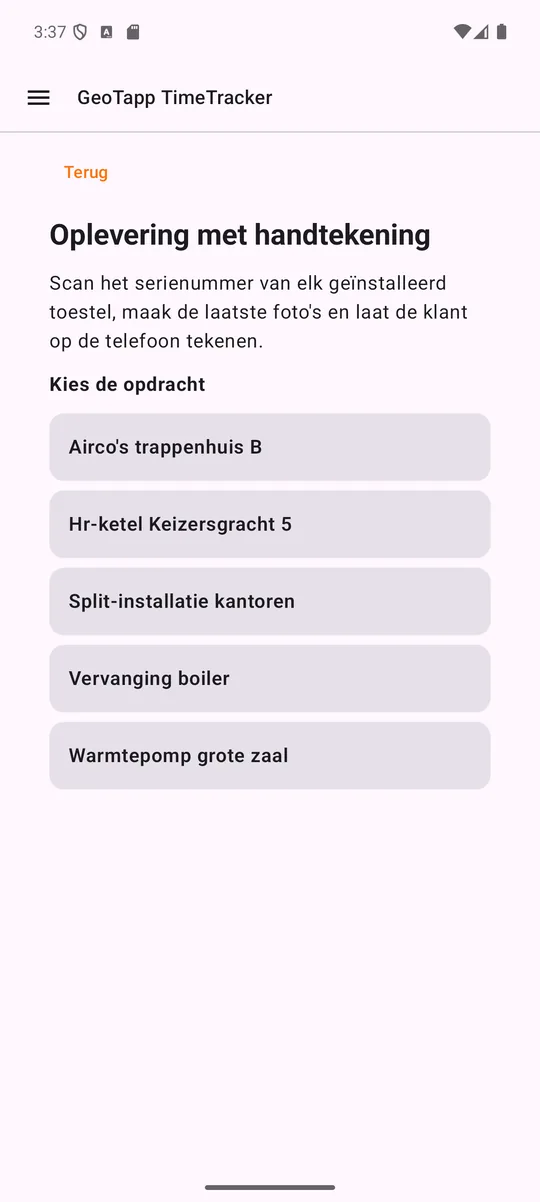 3:37
GeoTapp TimeTracker
Terug
Oplevering met handtekening
Scan het serienummer van elk geïnstalleerd
toestel, maak de laatste foto's en laat de klant
op de telefoon tekenen.
Kies de opdracht
Airco's trappenhuis B
Hr-ketel Keizersgracht 5
Split-installatie kantoren
Vervanging boiler
Warmtepomp grote zaal